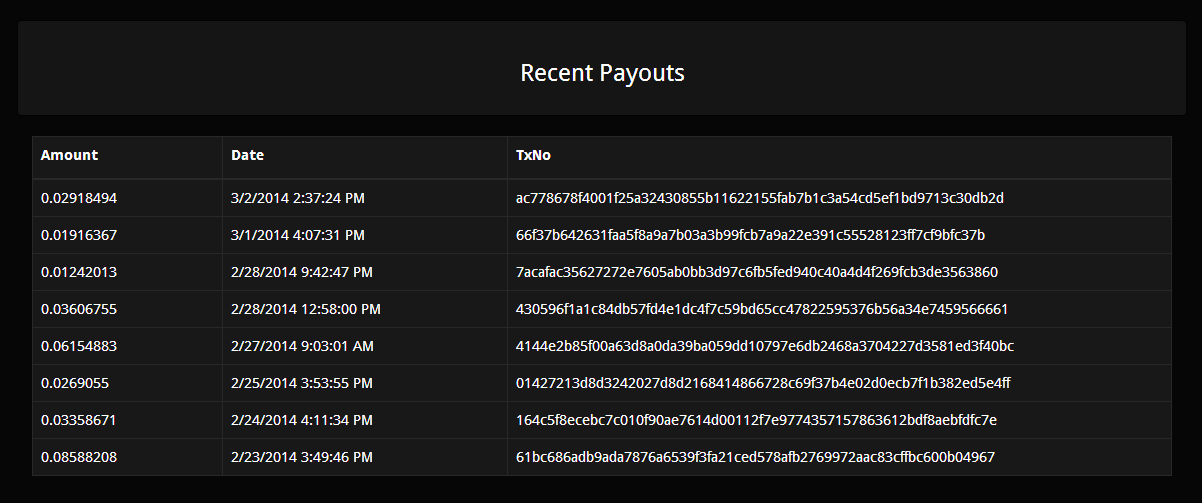 Recent Payouts
Amount Date TxNo
0.02918494 3/2/2014 2:37:24 PM ac778678f4001f25a32430855b11622155fab7b1c3a54cd5ef1bd9713c30db2d
0.01916367 3/1/2014 4:07:31 PM 66f37b642631faa5f8a9a7b03a3b99fcb7a9a22e391c55528123ff7cf9bfc37b
0.01242013 2/28/2014 9:42:47 PM 7acafac35627272e7605ab0bb3d97c6fb5fed940c40a4d4f269fcb3de3563860
0.03606755 2/28/2014 12:58:00 PM 430596f1a1c84db57fd4e1dc4f7c59bd65cc47822595376b56a34e7459566661
0.06154883 2/27/2014 9:03:01 AM 4144e2b85f00a63d8a0da39ba059dd10797e6db2468a3704227d3581ed3f40bc
0.0269055 2/25/2014 3:53:55 PM 01427213d8d3242027d8d2168414866728c69f37b4e02d0ecb7f1b382ed5e4ff
0.03358671 2/24/2014 4:11:34 PM 164c5f8ecebc7c010f90ae7614d00112f7e9774357157863612bdf8aebfdfc7e
0.08588208 2/23/2014 3:49:46 PM 61bc686adb9ada7876a6539f3fa21ced578afb2769972aac83cffbc600b04967